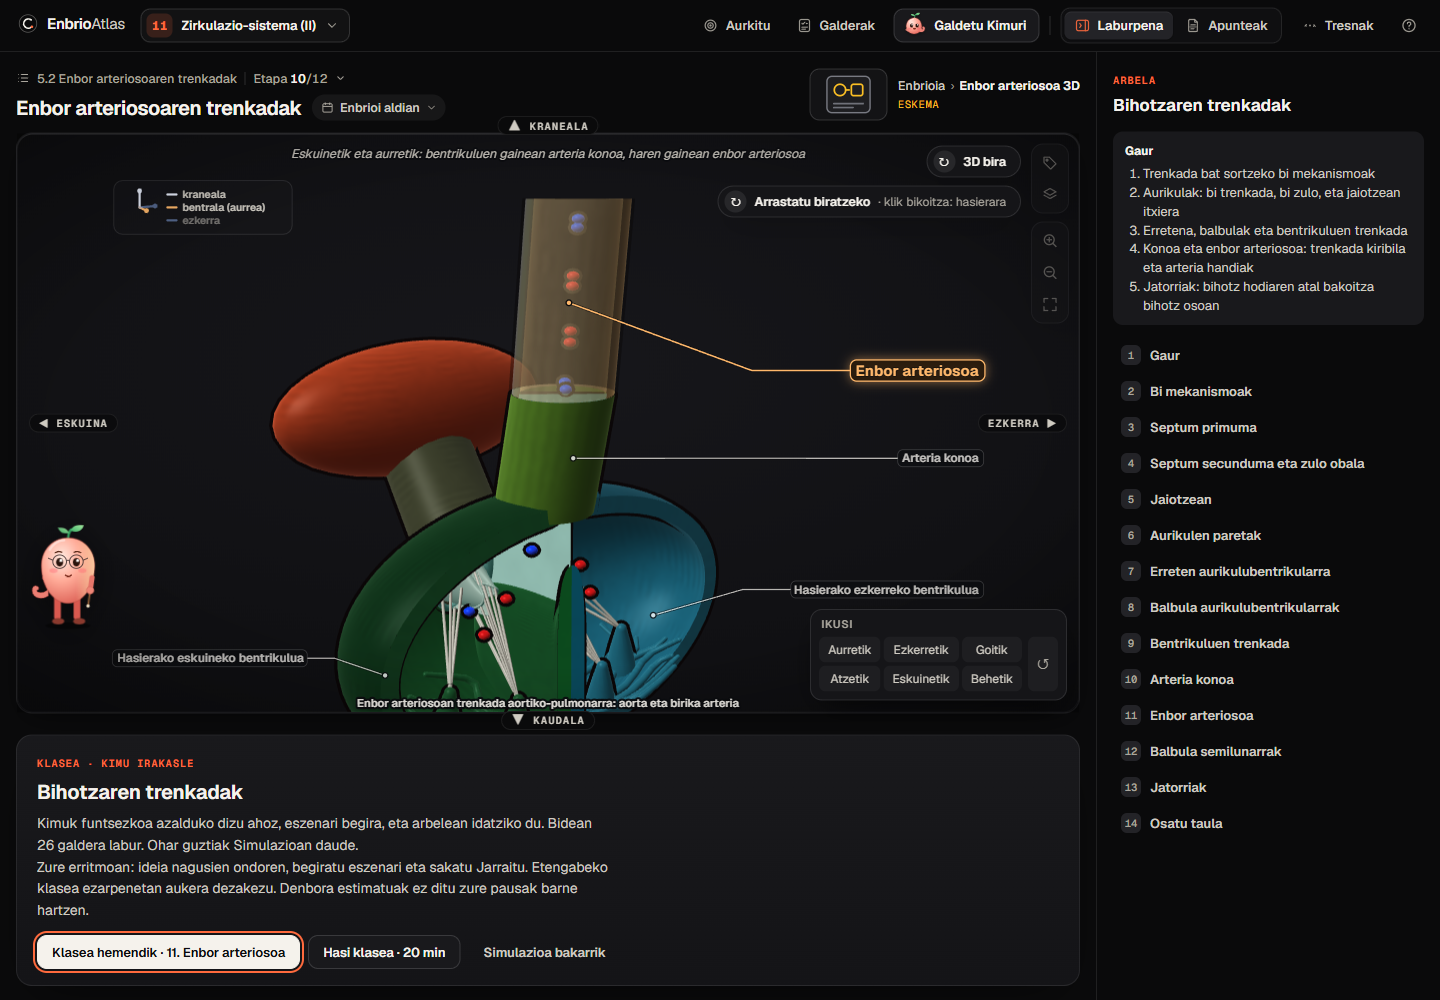 EnbrioAtlas
11 Zirkulazio-sistema (II)
Aurkitu
Galderak
Galdetu Kimuri
Laburpena
Apunteak
Tresnak
5.2 Enbor arteriosoaren trenkadak
Etapa 10/12
Enbor arteriosoaren trenkadak
Enbrioi aldian
Enbrioia › Enbor arteriosoa 3D
ESKEMA
▲ KRANEALA
Eskuinetik eta aurretik: bentrikuluen gainean arteria konoa, haren gainean enbor arteriosoa
↻ 3D bira
↻ Arrastatu biratzeko · klik bikoitza: hasierara
kraneala
bentrala (aurrea)
ezkerra
Enbor arteriosoa
◀ ESKUINA
EZKERRA ▶
Arteria konoa
Hasierako ezkerreko bentrikulua
Hasierako eskuineko bentrikulua
IKUSI
Aurretik
Ezkerretik
Goitik
Atzetik
Eskuinetik
Behetik
↺
Enbor arteriosoan trenkada aortiko-pulmonarra: aorta eta birika arteria
▼ KAUDALA
KLASEA · KIMU IRAKASLE
Bihotzaren trenkadak
Kimuk funtsezkoa azalduko dizu ahoz, eszenari begira, eta arbelean idatziko du. Bidean
26 galdera labur. Ohar guztiak Simulazioan daude.
Zure erritmoan: ideia nagusien ondoren, begiratu eszenari eta sakatu Jarraitu. Etengabeko
klasea ezarpenetan aukera dezakezu. Denbora estimatuak ez ditu zure pausak barne
hartzen.
Klasea hemendik · 11. Enbor arteriosoa
Hasi klasea · 20 min
Simulazioa bakarrik
ARBELA
Bihotzaren trenkadak
Gaur
1. Trenkada bat sortzeko bi mekanismoak
2. Aurikulak: bi trenkada, bi zulo, eta jaiotzean
itxiera
3. Erretena, balbulak eta bentrikuluen trenkada
4. Konoa eta enbor arteriosoa: trenkada kiribila
eta arteria handiak
5. Jatorriak: bihotz hodiaren atal bakoitza
bihotz osoan
1 Gaur
2 Bi mekanismoak
3 Septum primuma
4 Septum secunduma eta zulo obala
5 Jaiotzean
6 Aurikulen paretak
7 Erreten aurikulubentrikularra
8 Balbula aurikulubentrikularrak
9 Bentrikuluen trenkada
10 Arteria konoa
11 Enbor arteriosoa
12 Balbula semilunarrak
13 Jatorriak
14 Osatu taula